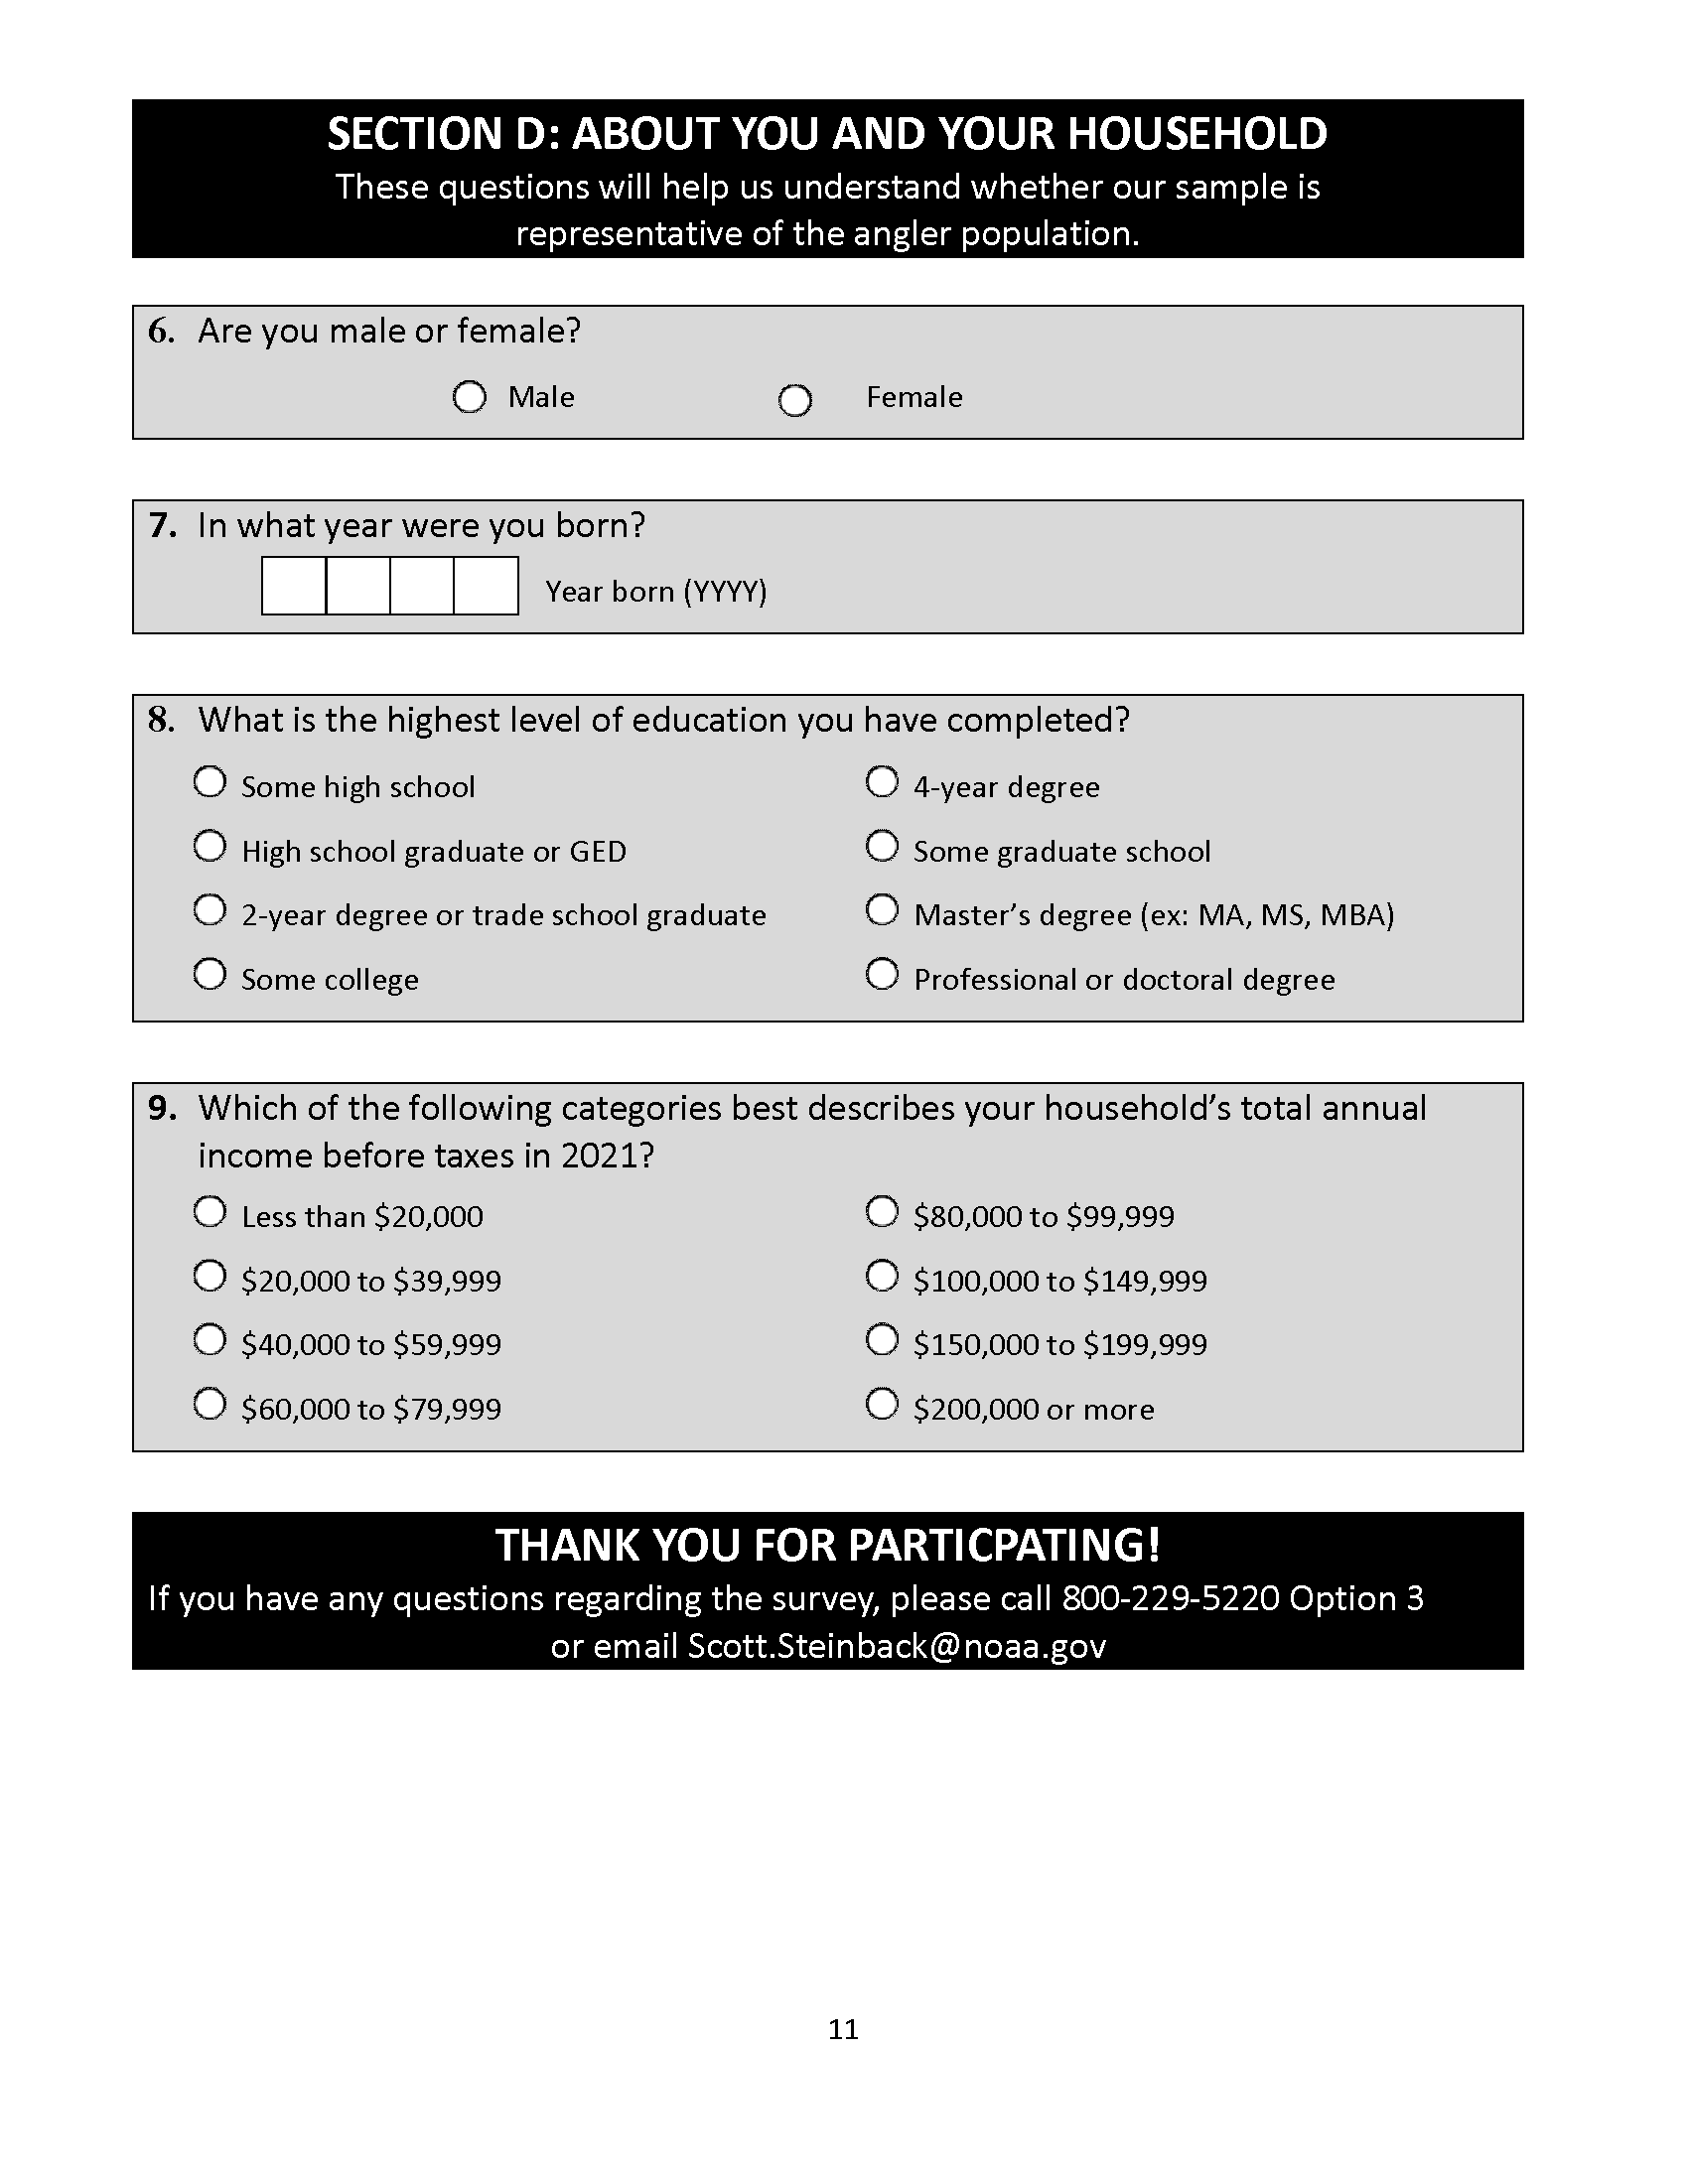 SECTION D: ABOUT YOU AND YOUR HOUSEHOLD
These questions will help us understand whether our sample is
representative of the angler population.
6. Are you male or female?
Male Female
7. In what year were you born?
Year born (YYYY)
8. What is the highest level of education you have completed?
Some high school
High school graduate or GED
2-year degree or trade school graduate
Some college
4-year degree
Some graduate school
Master’s degree (ex: MA, MS, MBA)
Professional or doctoral degree
9. Which of the following categories best describes your household’s total annual
income before taxes in 2021?
Less than $20,000
$20,000 to $39,999
$40,000 to $59,999
$60,000 to $79,999
$80,000 to $99,999
$100,000 to $149,999
$150,000 to $199,999
$200,000 or more
THANK YOU FOR PARTICPATING!
If you have any questions regarding the survey, please call 800-229-5220 Option 3
or email Scott.Steinback@noaa.gov
11